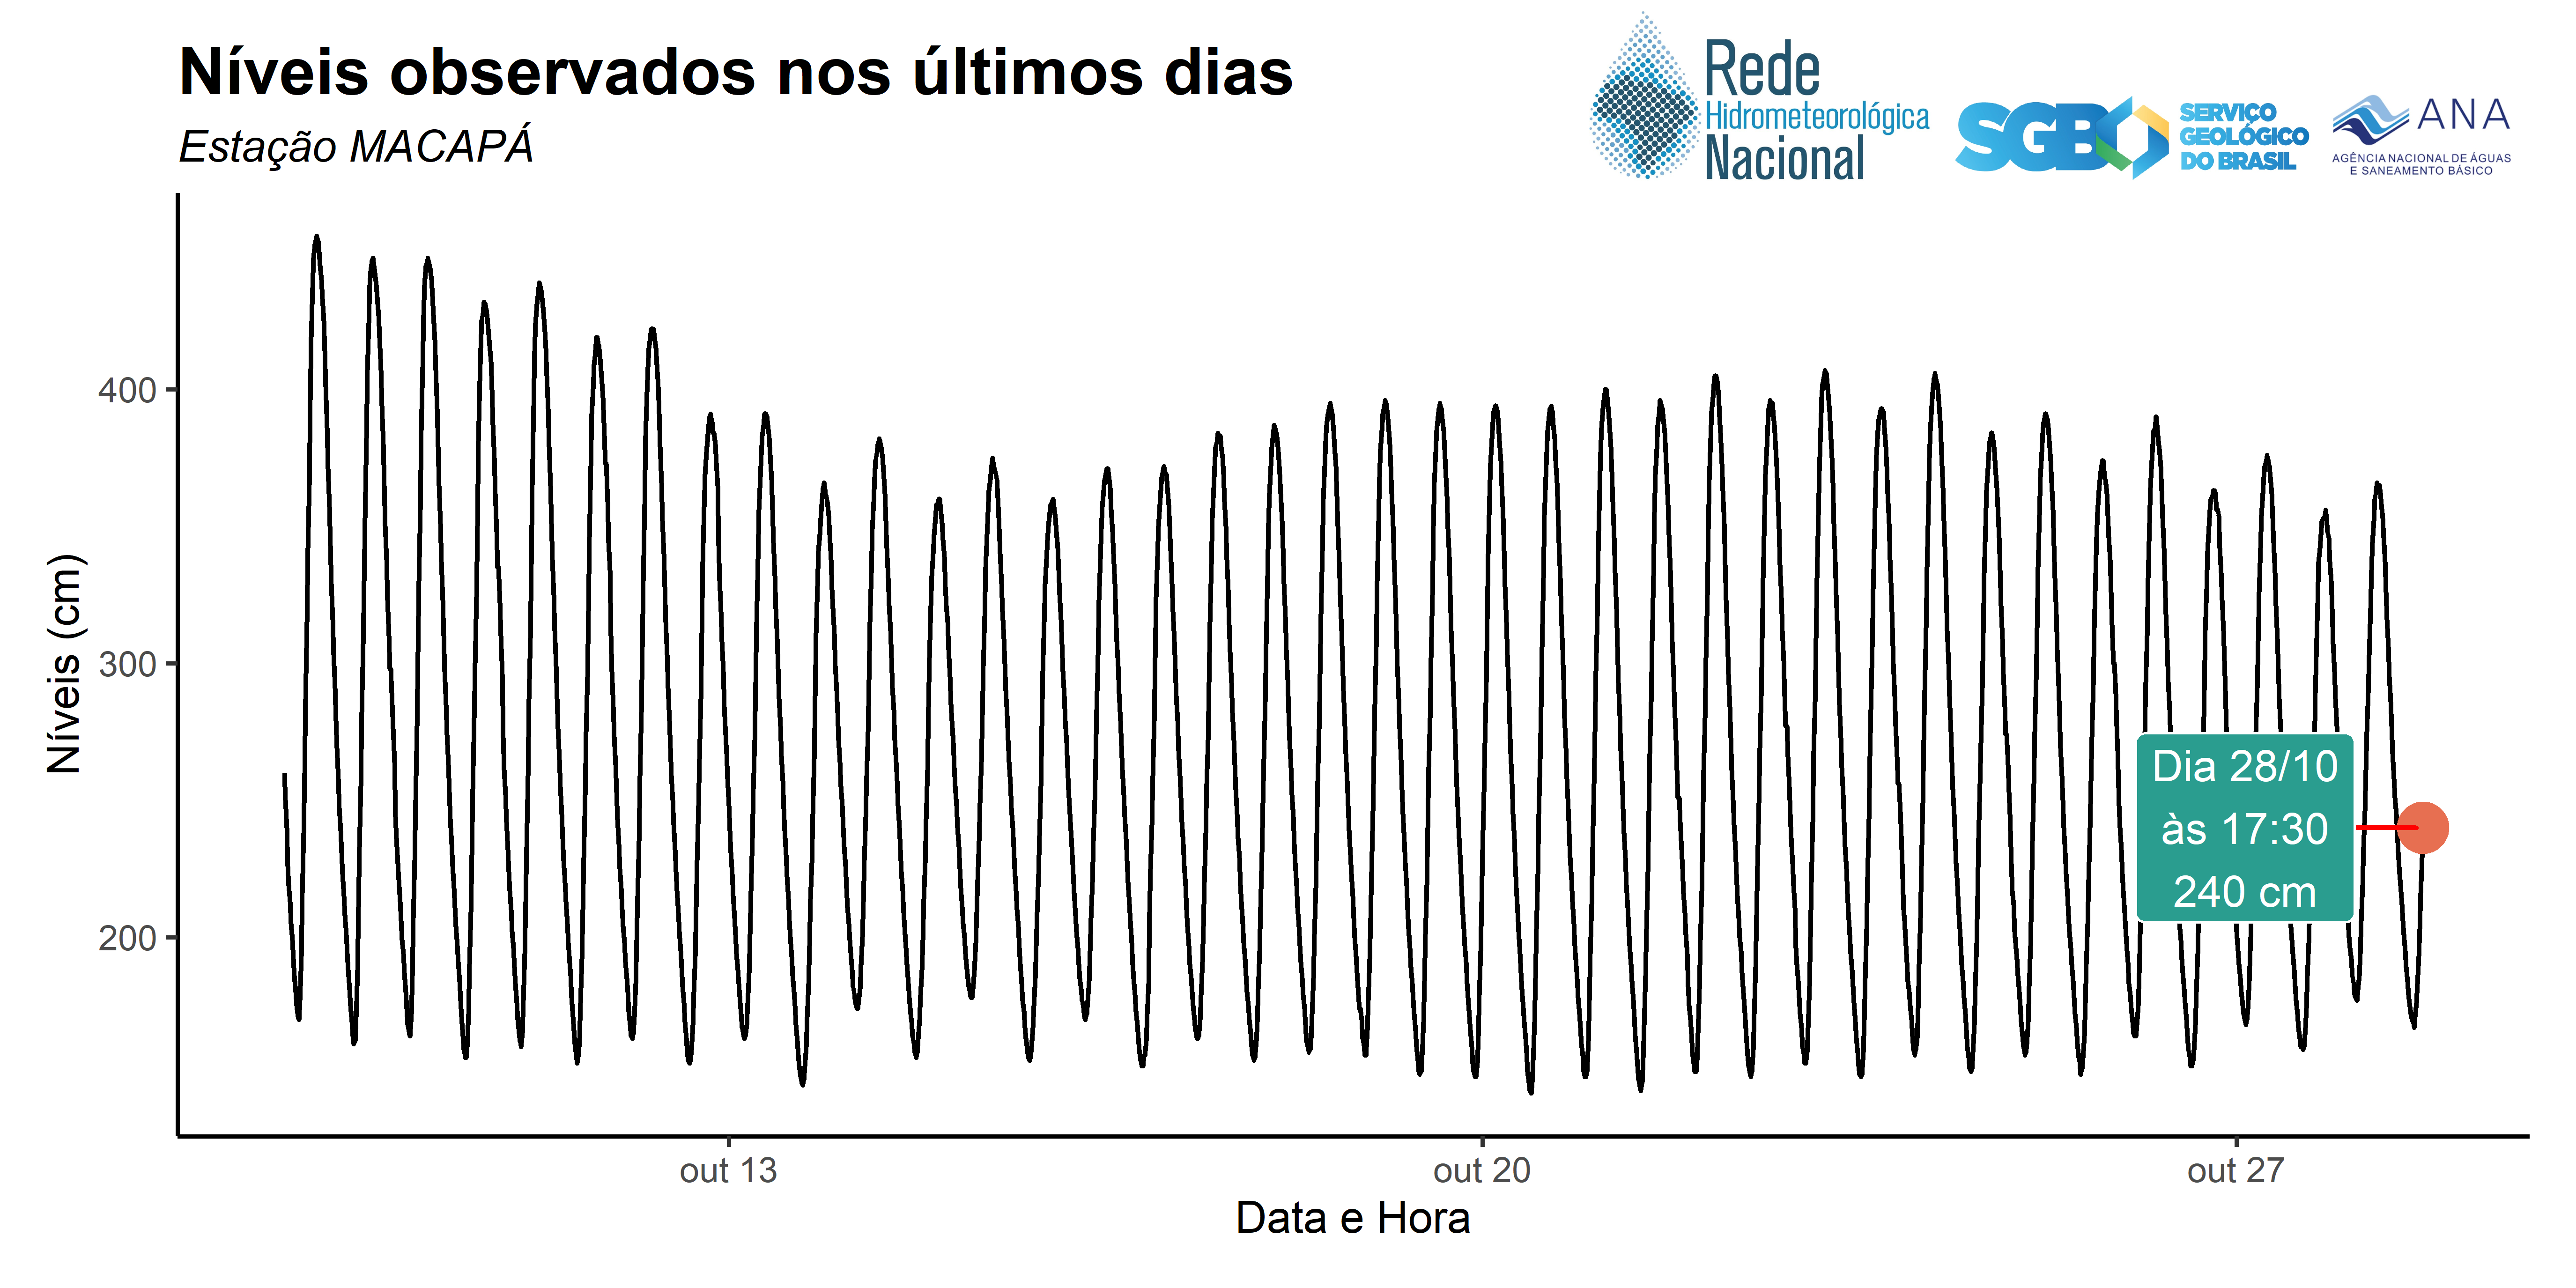 Níveis observados nos últimos dias
Estação MACAPÁ
Rede
Hidrometeorológica
Nacional
SGB
SERVIÇO
GEOLÓGICO
DO BRASIL
ANA
AGÊNCIA NACIONAL DE ÁGUAS
E SANEAMENTO BÁSICO
Níveis (cm)
400
300
200
Dia 28/10
às 17:30
240 cm
out 13
out 20
out 27
Data e Hora